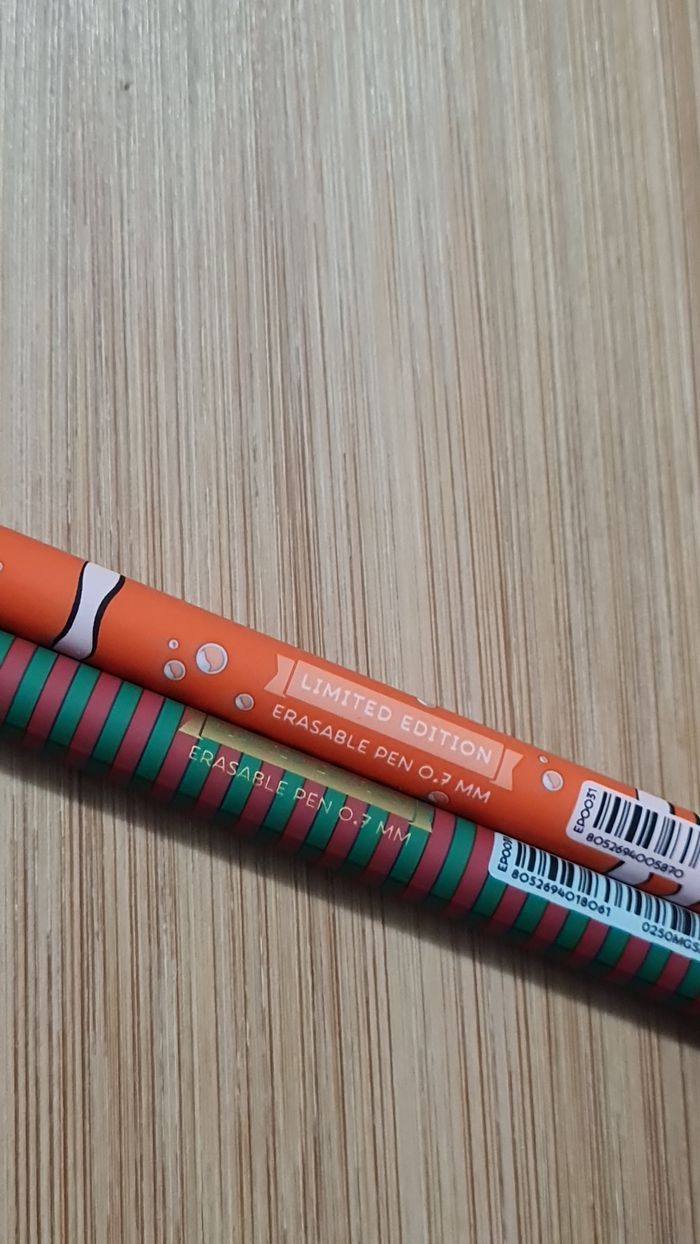 LIMITED EDITION
ERASABLE PEN 0.7 MM
EP0031
8052694005870
ERASABLE PEN 0.7 MM
8052694018061